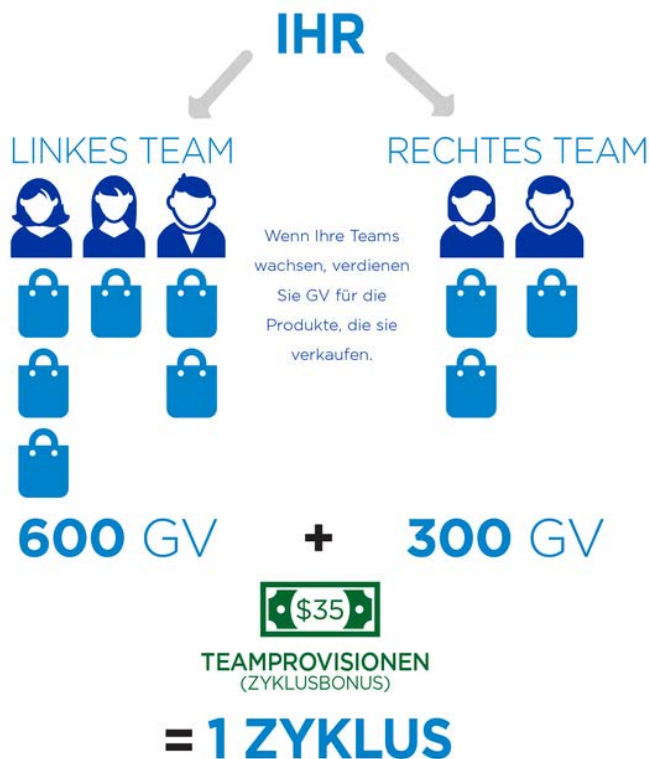 IHR
LINKES TEAM
RECHTES TEAM
Wenn Ihre Teams
wachsen, verdienen
Sie GV für die
Produkte, die sie
verkaufen.
600 GV + 300 GV
$35
TEAMPROVISIONEN
(ZYKLUSBONUS)
= 1 ZYKLUS